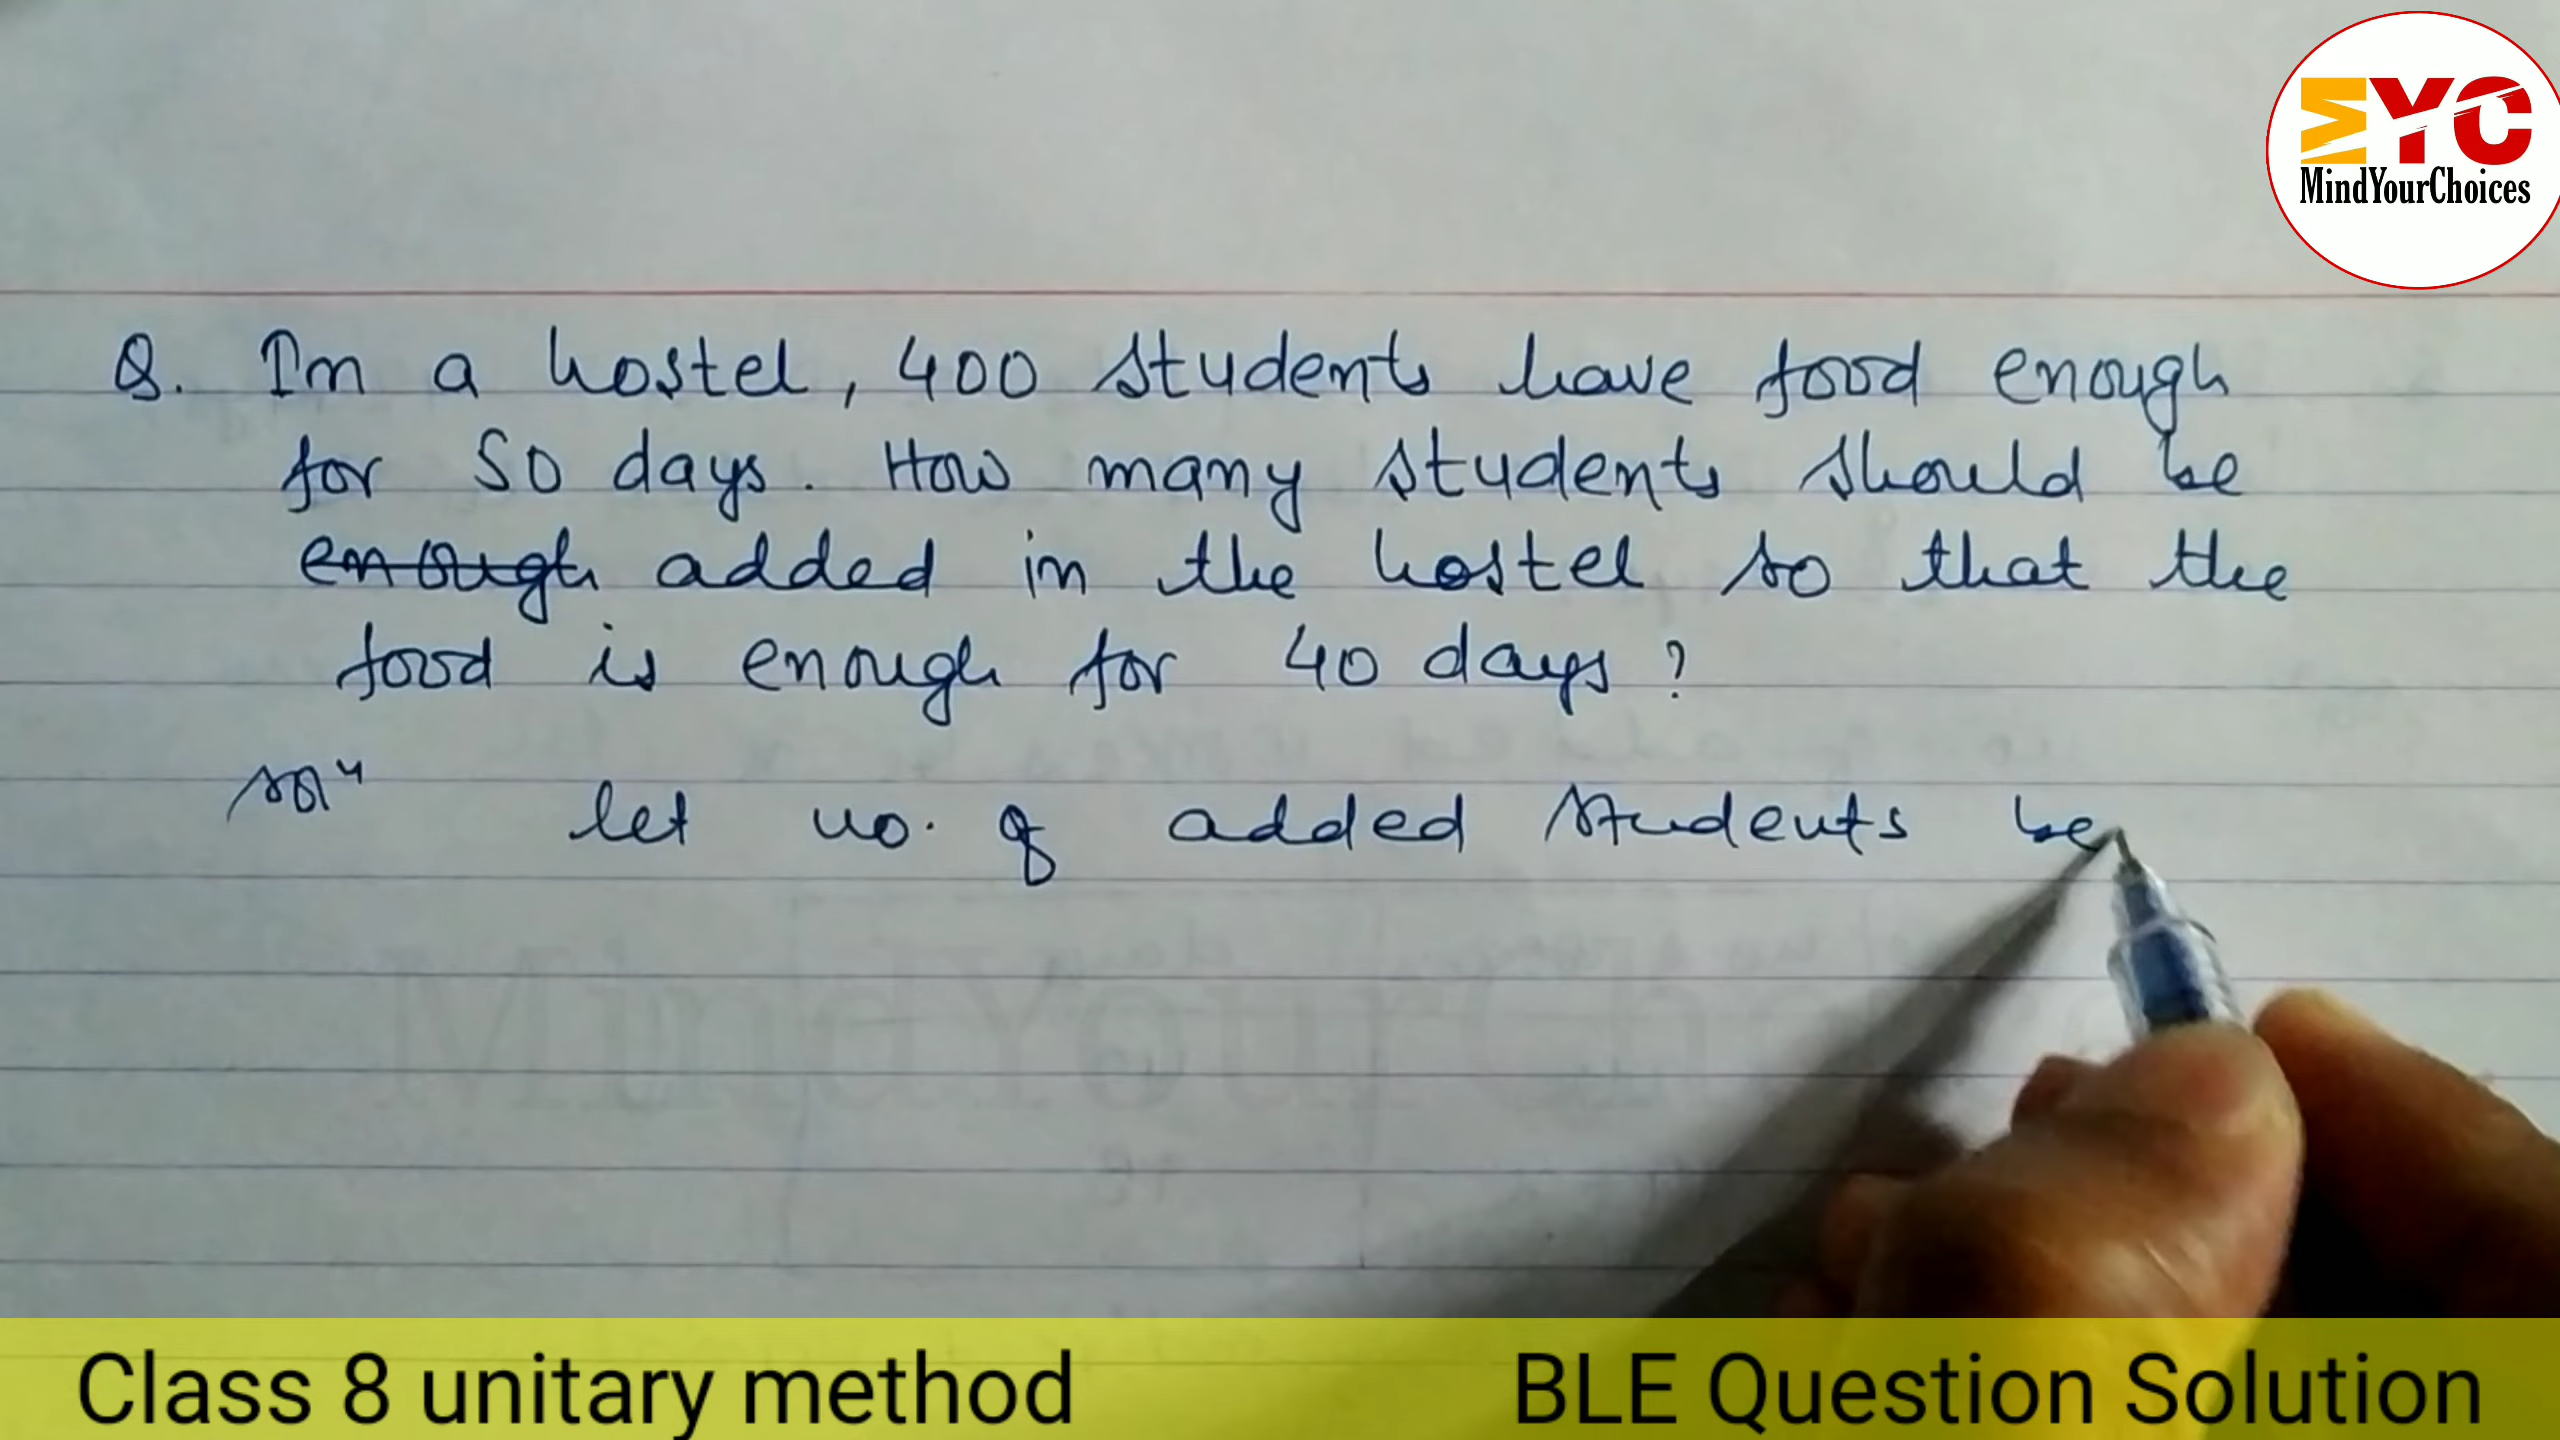 MYC
MindYourChoices
Q. In a hostel, 400 students have food enough
for 50 days. How many students should be
enough added in the hostel so that the
food is enough for 40 days?
solⁿ let no. of added students be
MindYourCho
Class 8 unitary method BLE Question Solution